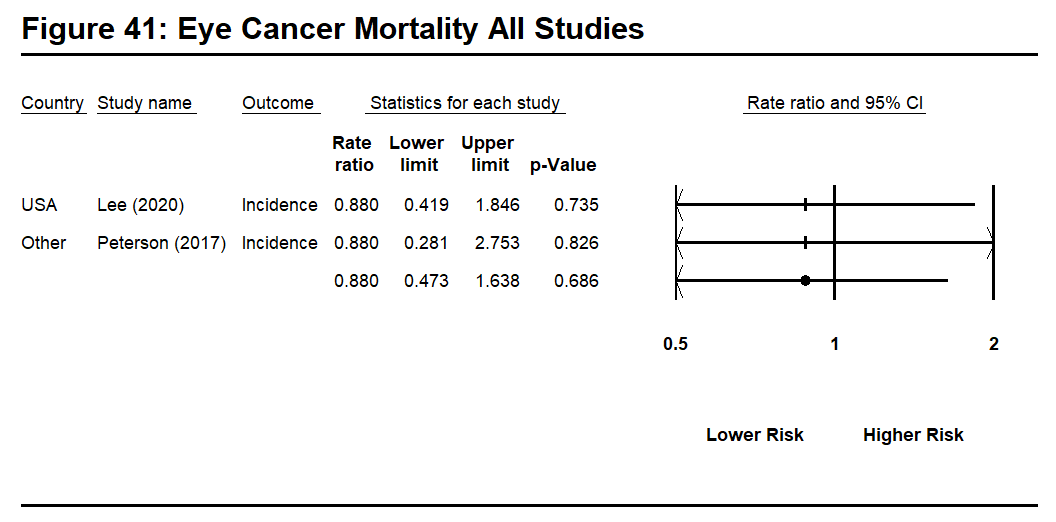 Figure 41: Eye Cancer Mortality All Studies
Country Study name Outcome Statistics for each study Rate ratio and 95% CI
Rate Lower Upper
ratio limit limit p-Value
USA Lee (2020) Incidence 0.880 0.419 1.846 0.735
Other Peterson (2017) Incidence 0.880 0.281 2.753 0.826
0.880 0.473 1.638 0.686
0.5 1 2
Lower Risk Higher Risk